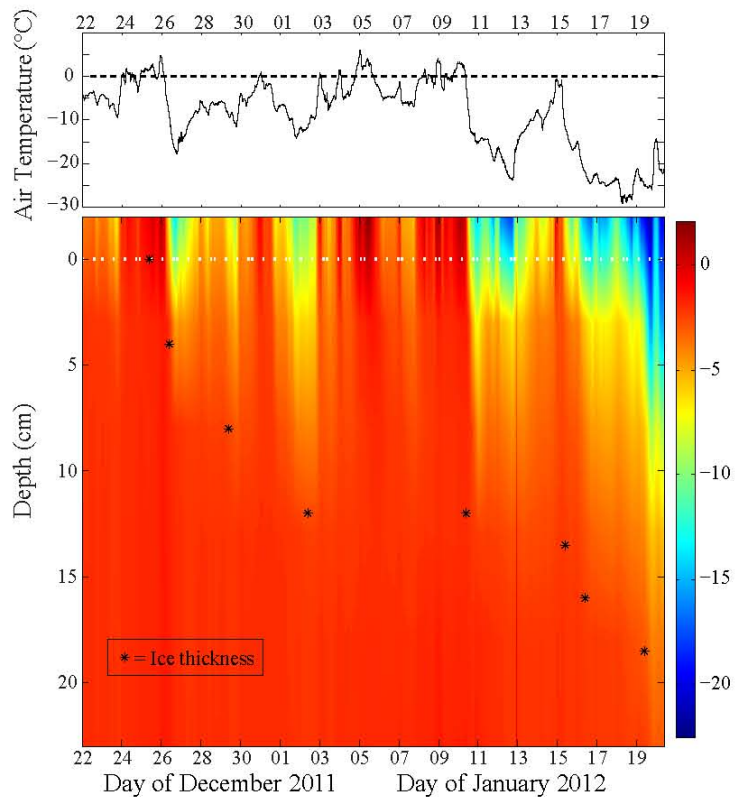 22 24 26 28 30 01 03 05 07 09 11 13 15 17 19
Air Temperature (°C)
0
−10
−20
−30
Depth (cm)
0
5
10
15
20
✳ = Ice thickness
22 24 26 28 30 01 03 05 07 09 11 13 15 17 19
Day of December 2011 Day of January 2012
0
−5
−10
−15
−20